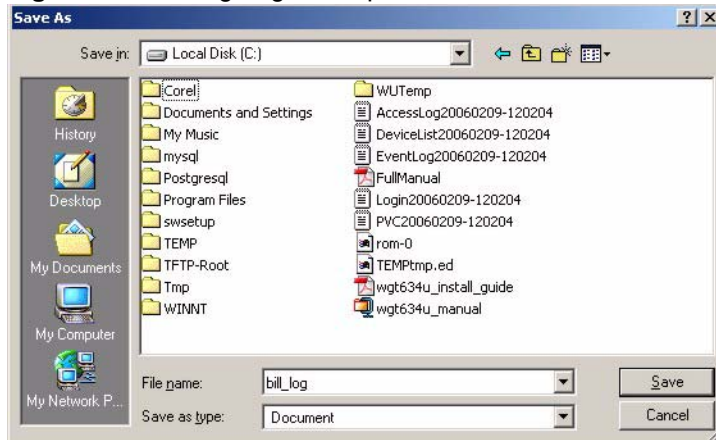 Save As
Save in:
Local Disk (C:)
History
Desktop
My Documents
My Computer
My Network P...
Corel
Documents and Settings
My Music
mysql
Postgresql
Program Files
swsetup
TEMP
TFTP-Root
Tmp
WINNT
WUTemp
AccessLog20060209-120204
DeviceList20060209-120204
EventLog20060209-120204
FullManual
Login20060209-120204
PVC20060209-120204
rom-0
TEMPtmp.ed
wgt634u_install_guide
wgt634u_manual
File name:
bill_log
Save
Save as type:
Document
Cancel